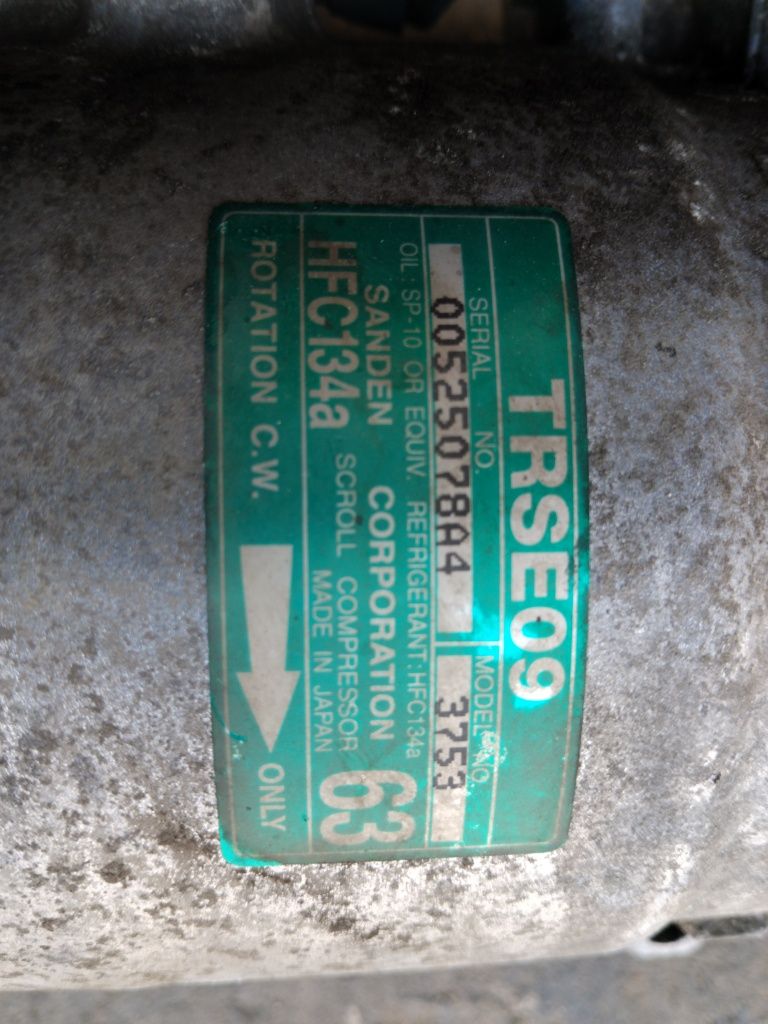 TRSE09
SERIAL NO. MODEL NO.
00525078A4 3753
OIL: SP-10 OR EQUIV. REFRIGERANT: HFC134a
SANDEN CORPORATION
HFC134a SCROLL COMPRESSOR
MADE IN JAPAN
63
ROTATION C.W. ONLY